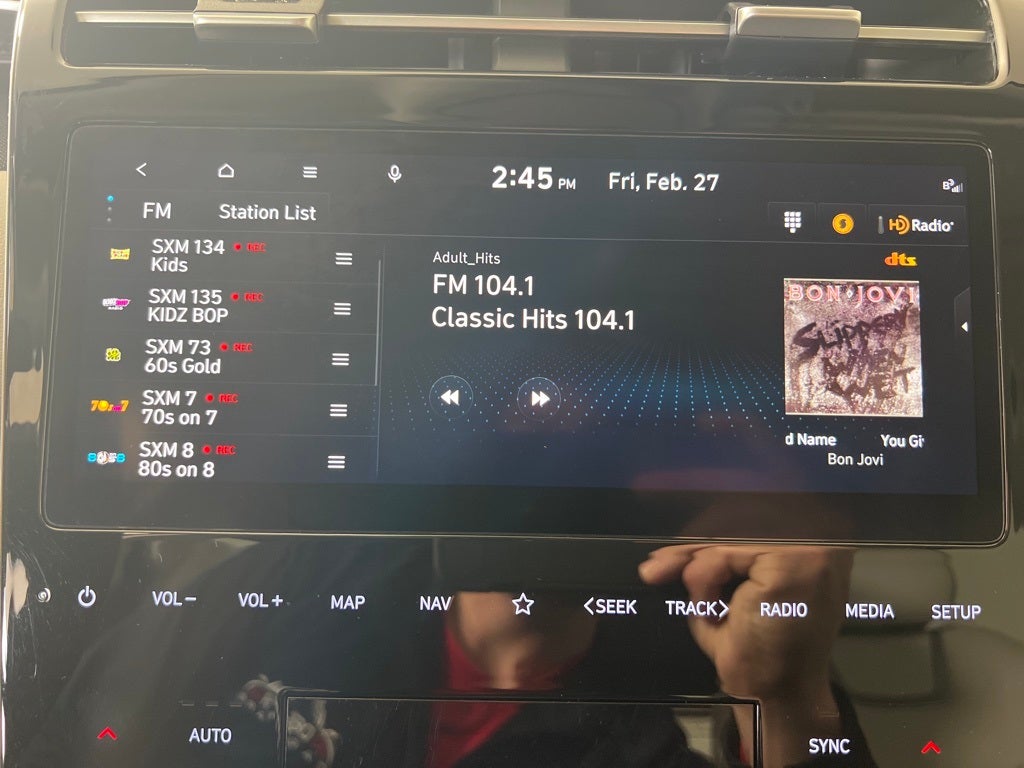 2:45 PM Fri, Feb. 27
FM Station List
HD Radio
SXM 134 REC
Kids
SXM 135 REC
KIDZ BOP
SXM 73 REC
60s Gold
SXM 7 REC
70s on 7
SXM 8 REC
80s on 8
Adult_Hits
FM 104.1
Classic Hits 104.1
dts
BON JOVI
SLIPPERY
WHEN
WET
d Name You Gi
Bon Jovi
VOL− VOL+ MAP NAV <SEEK TRACK> RADIO MEDIA SETUP
AUTO SYNC